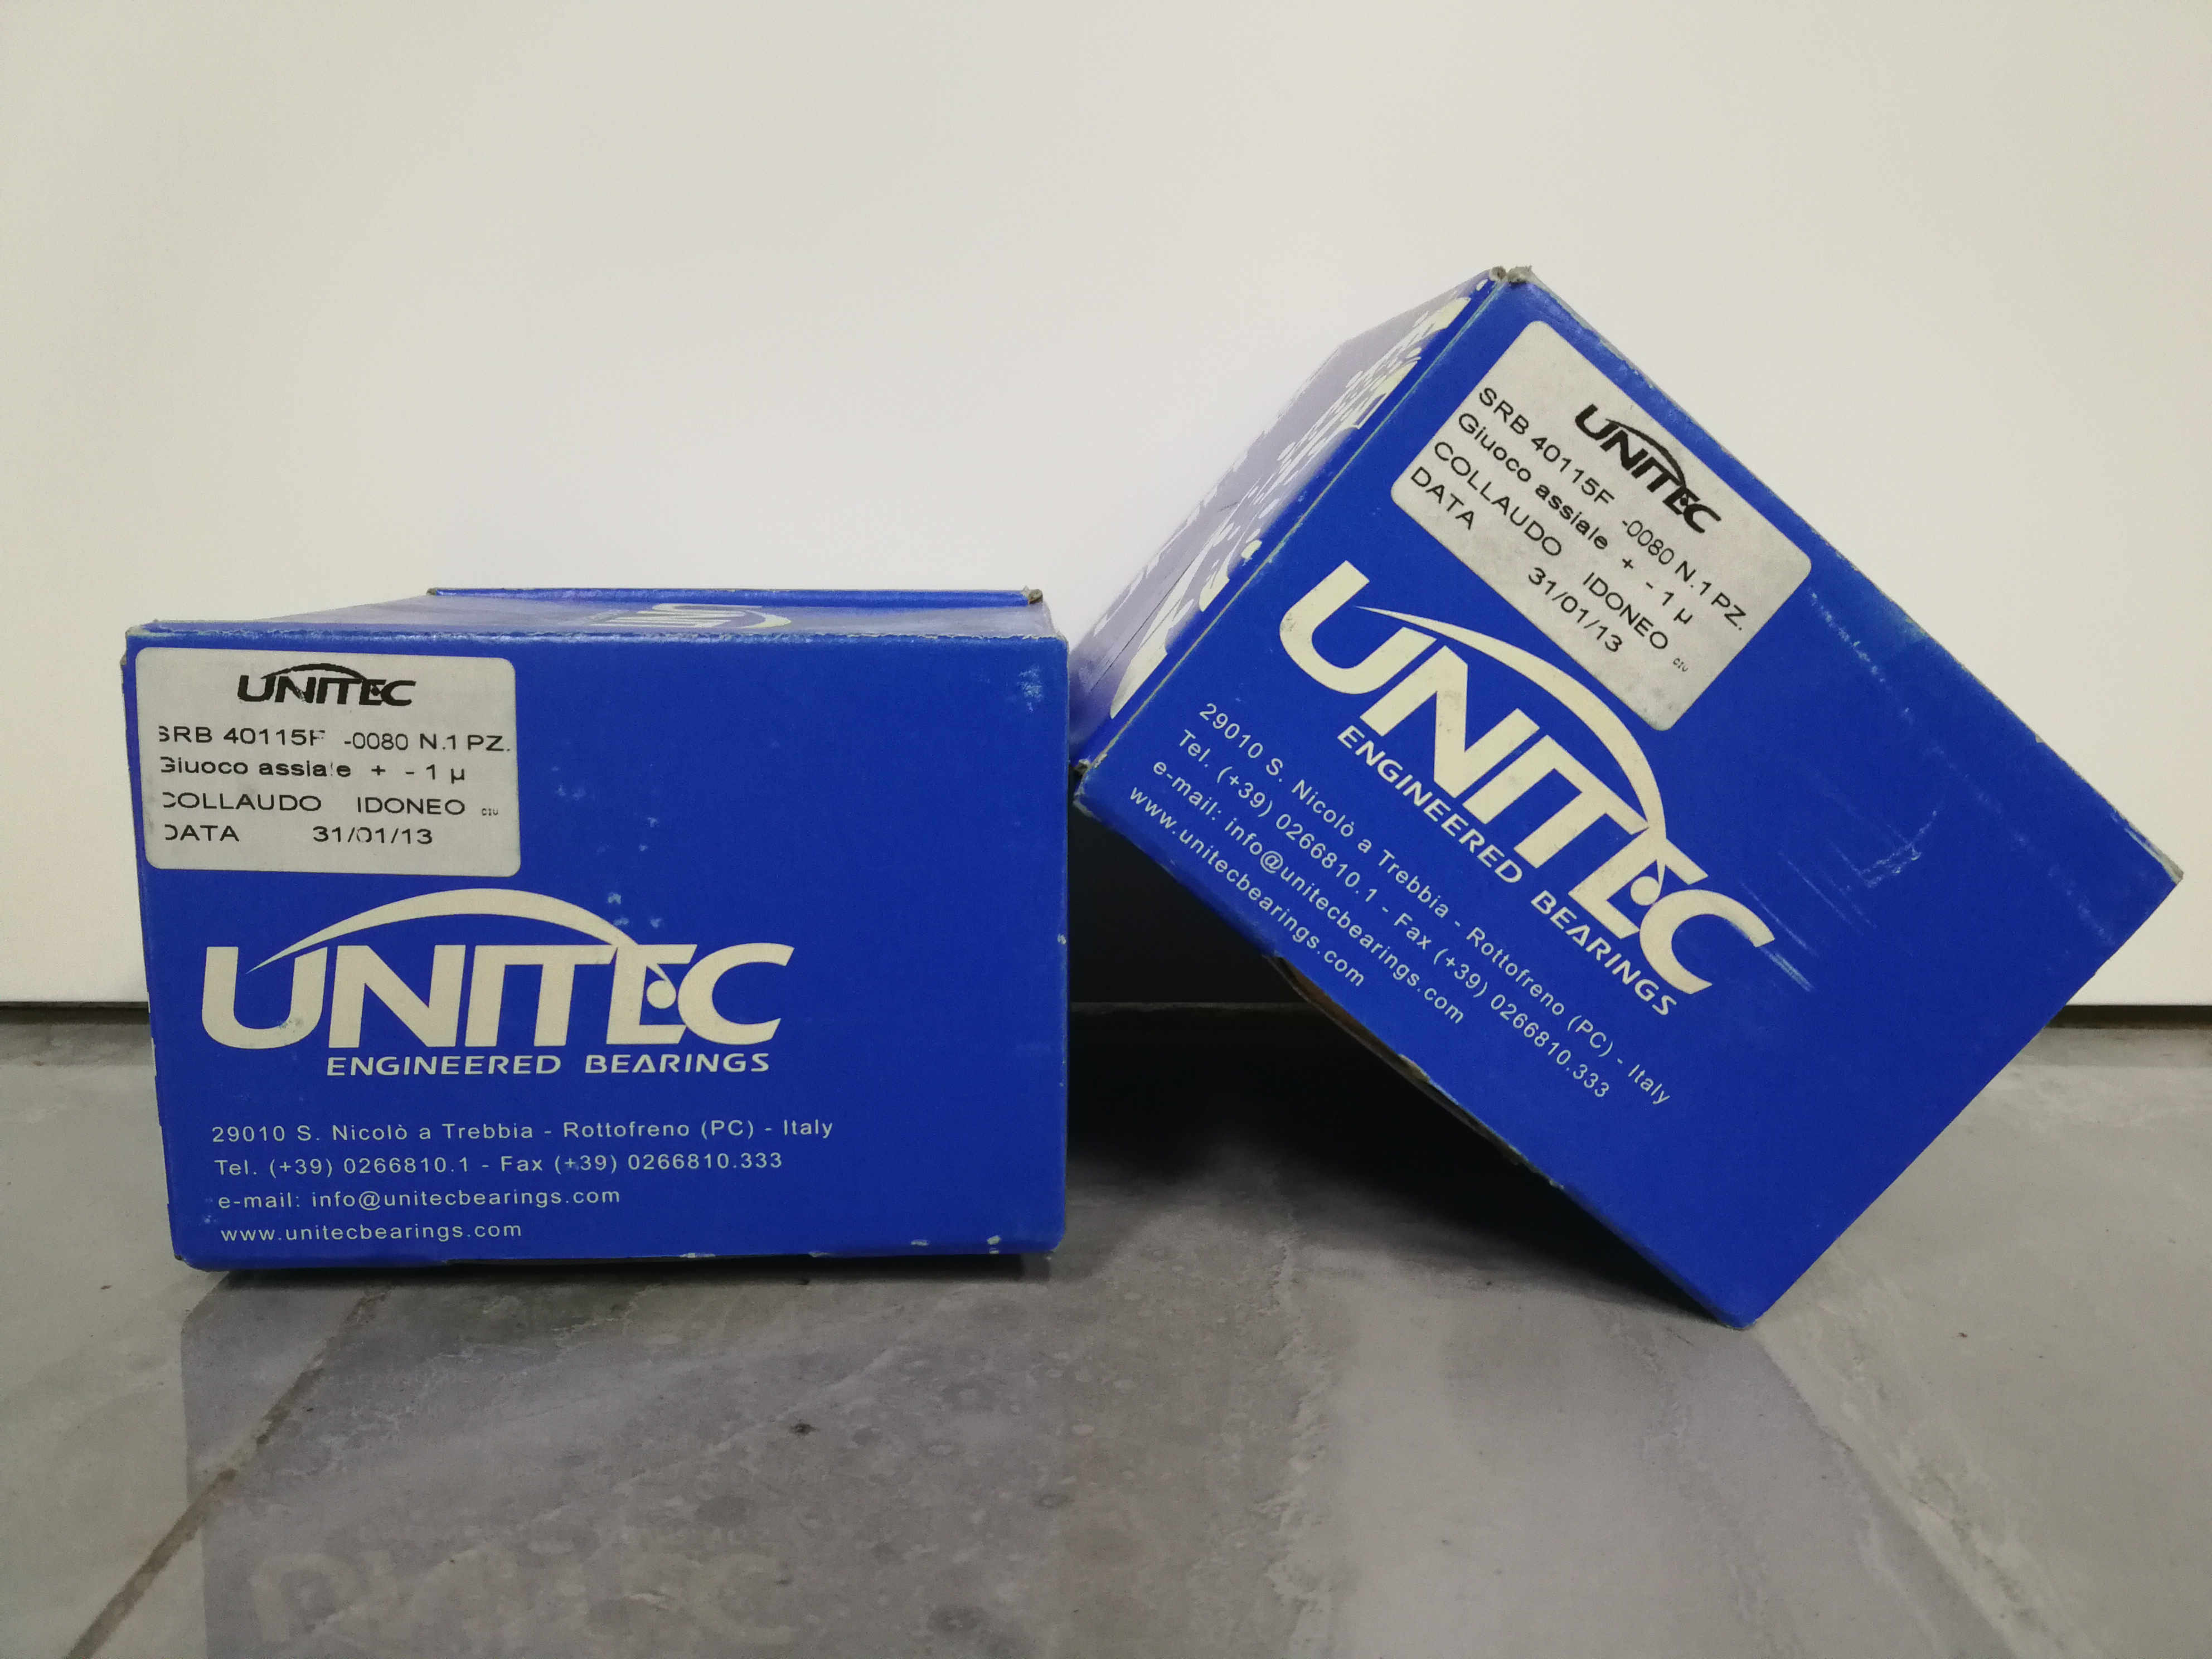 UNITEC
SRB 40115F -0080 N.1 PZ.
Giuoco assiale + - 1 µ
COLLAUDO IDONEO CIU
DATA 31/01/13
UNITEC
ENGINEERED BEARINGS
29010 S. Nicolò a Trebbia - Rottofreno (PC) - Italy
Tel. (+39) 0266810.1 - Fax (+39) 0266810.333
e-mail: info@unitecbearings.com
www.unitecbearings.com
UNITEC
SRB 40115F -0080 N.1 PZ.
Giuoco assiale + - 1 µ
COLLAUDO IDONEO CIU
DATA 31/01/13
UNITEC
ENGINEERED BEARINGS
29010 S. Nicolò a Trebbia - Rottofreno (PC) - Italy
Tel. (+39) 0266810.1 - Fax (+39) 0266810.333
e-mail: info@unitecbearings.com
www.unitecbearings.com